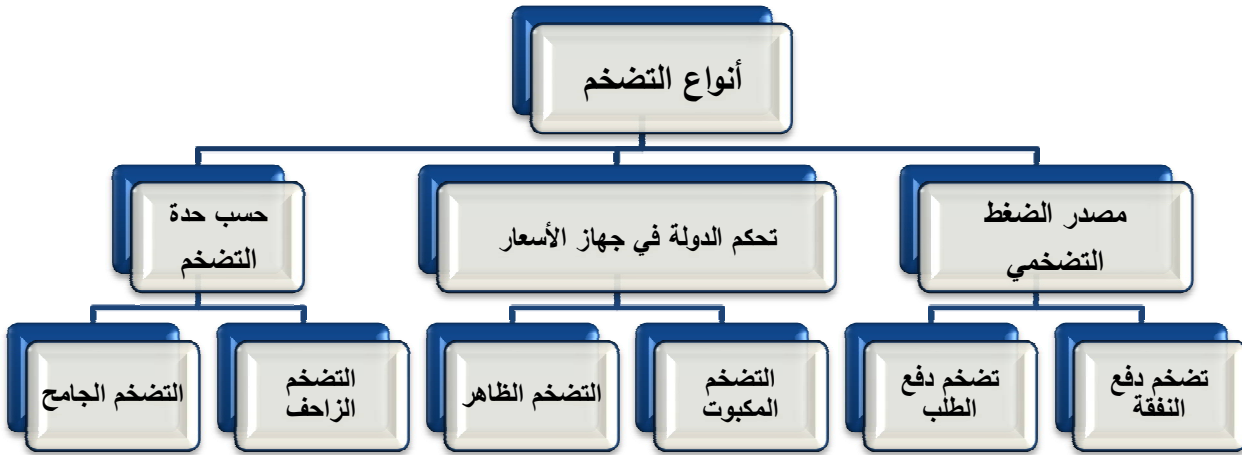 أنواع التضخم
مصدر الضغط
التضخمي
تحكم الدولة في جهاز الأسعار
حسب حدة
التضخم
تضخم دفع
النفقة
تضخم دفع
الطلب
التضخم
المكبوت
التضخم الظاهر
التضخم
الزاحف
التضخم الجامح